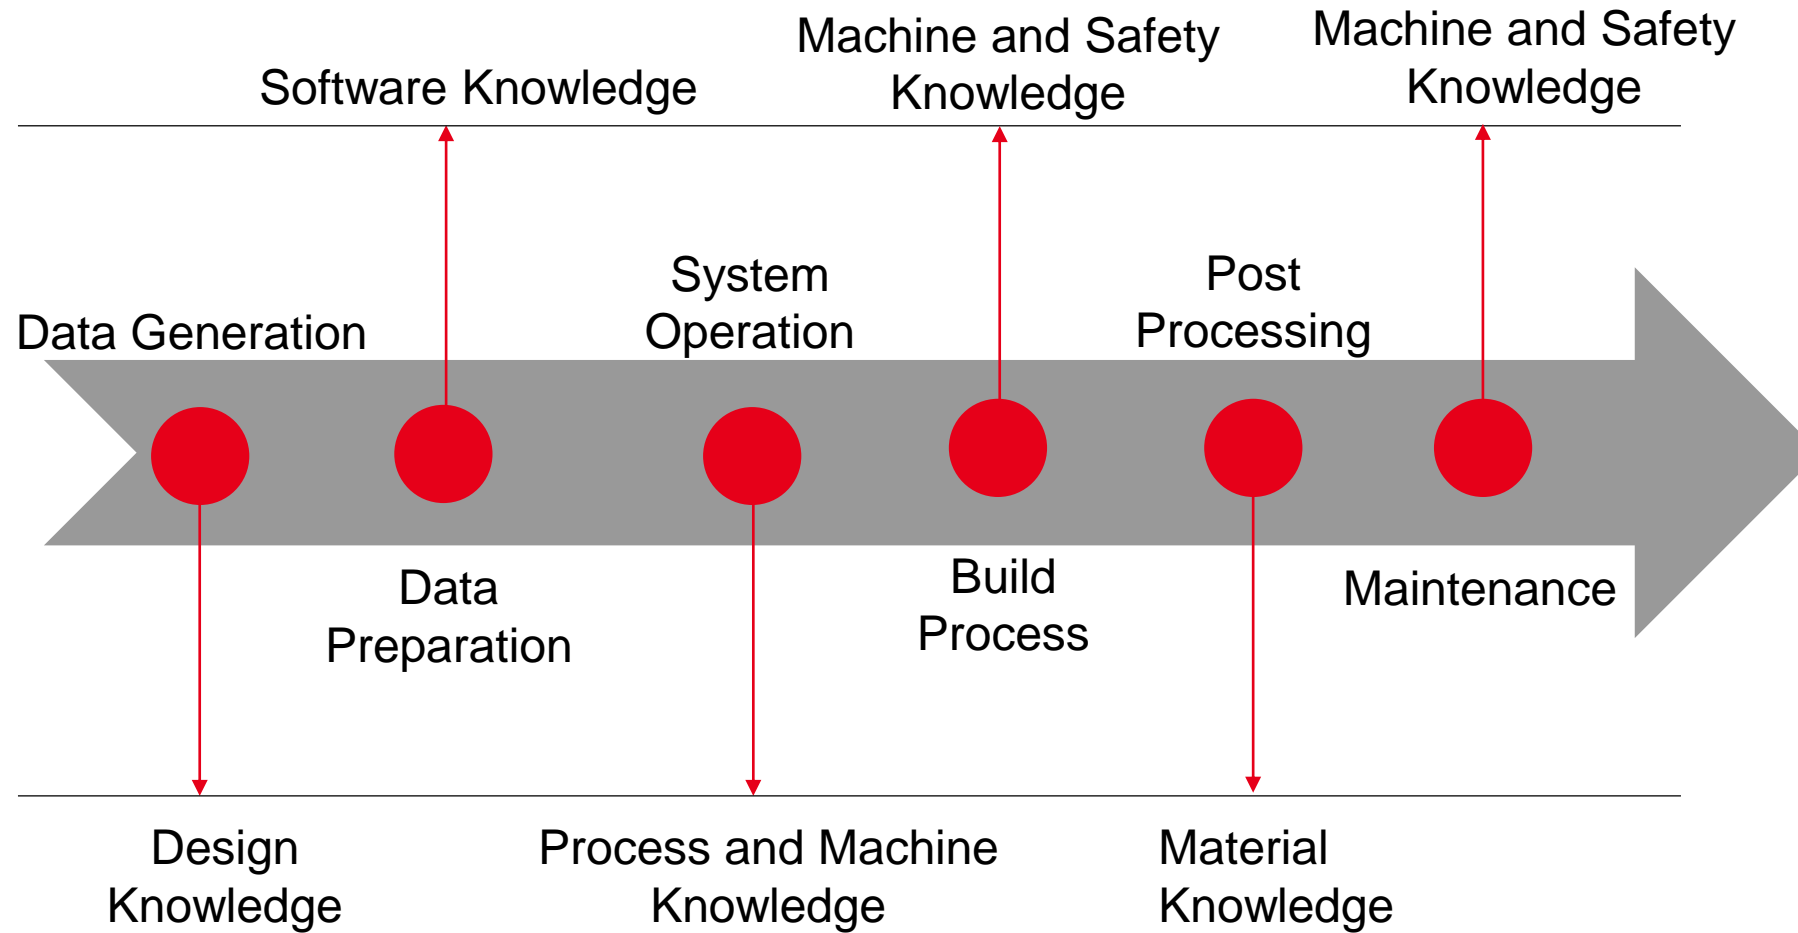 Software Knowledge
Machine and Safety
Knowledge
Machine and Safety
Knowledge
Data Generation
System
Operation
Post
Processing
Data
Preparation
Build
Process
Maintenance
Design
Knowledge
Process and Machine
Knowledge
Material
Knowledge